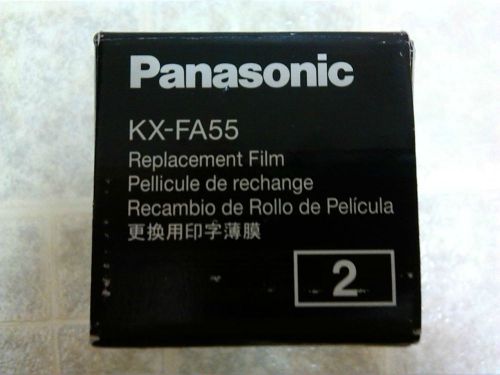 Panasonic
KX-FA55
Replacement Film
Pellicule de rechange
Recambio de Rollo de Película
更换用印字薄膜
2